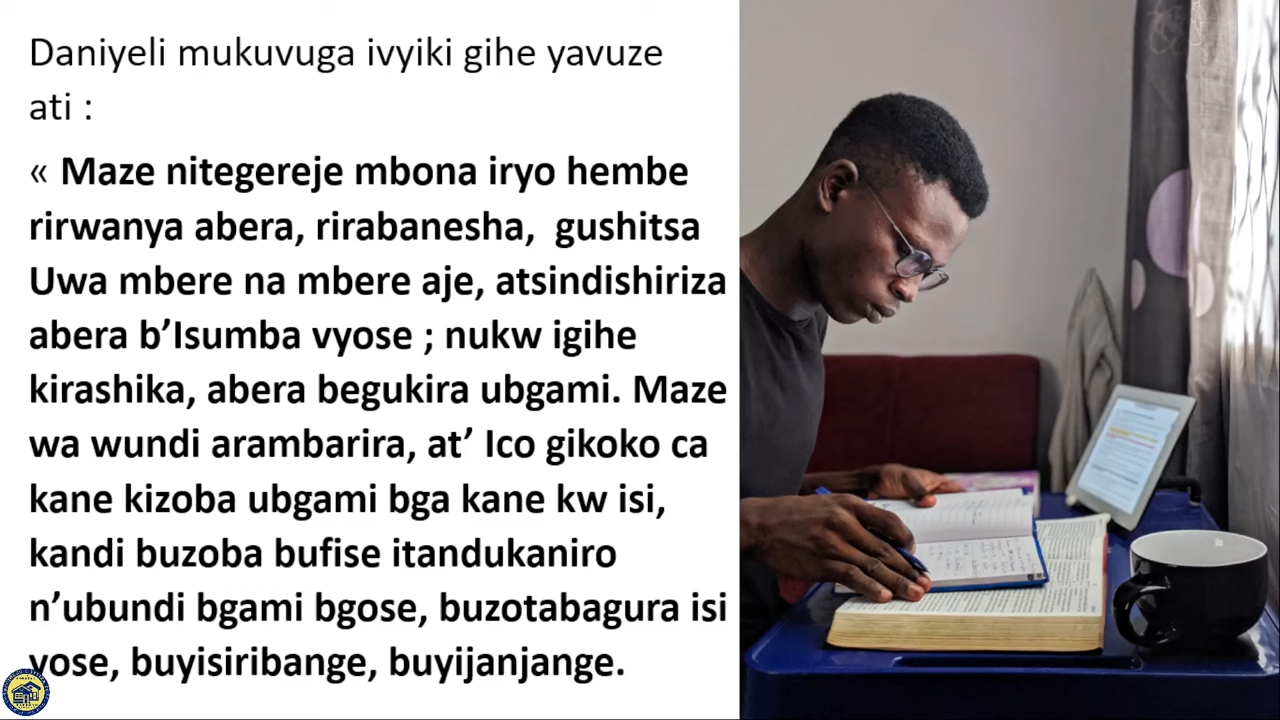 Daniyeli mukuvuga ivyiki gihe yavuze
ati :
« Maze nitegereje mbona iryo hembe
rirwanya abera, rirabanesha, gushitsa
Uwa mbere na mbere aje, atsindishiriza
abera b’Isumba vyose ; nukw igihe
kirashika, abera begukira ubgami. Maze
wa wundi arambarira, at’ Ico gikoko ca
kane kizoba ubgami bga kane kw isi,
kandi buzoba bufise itandukaniro
n’ubundi bgami bgose, buzotabagura isi
yose, buyisiribange, buyijanjange.